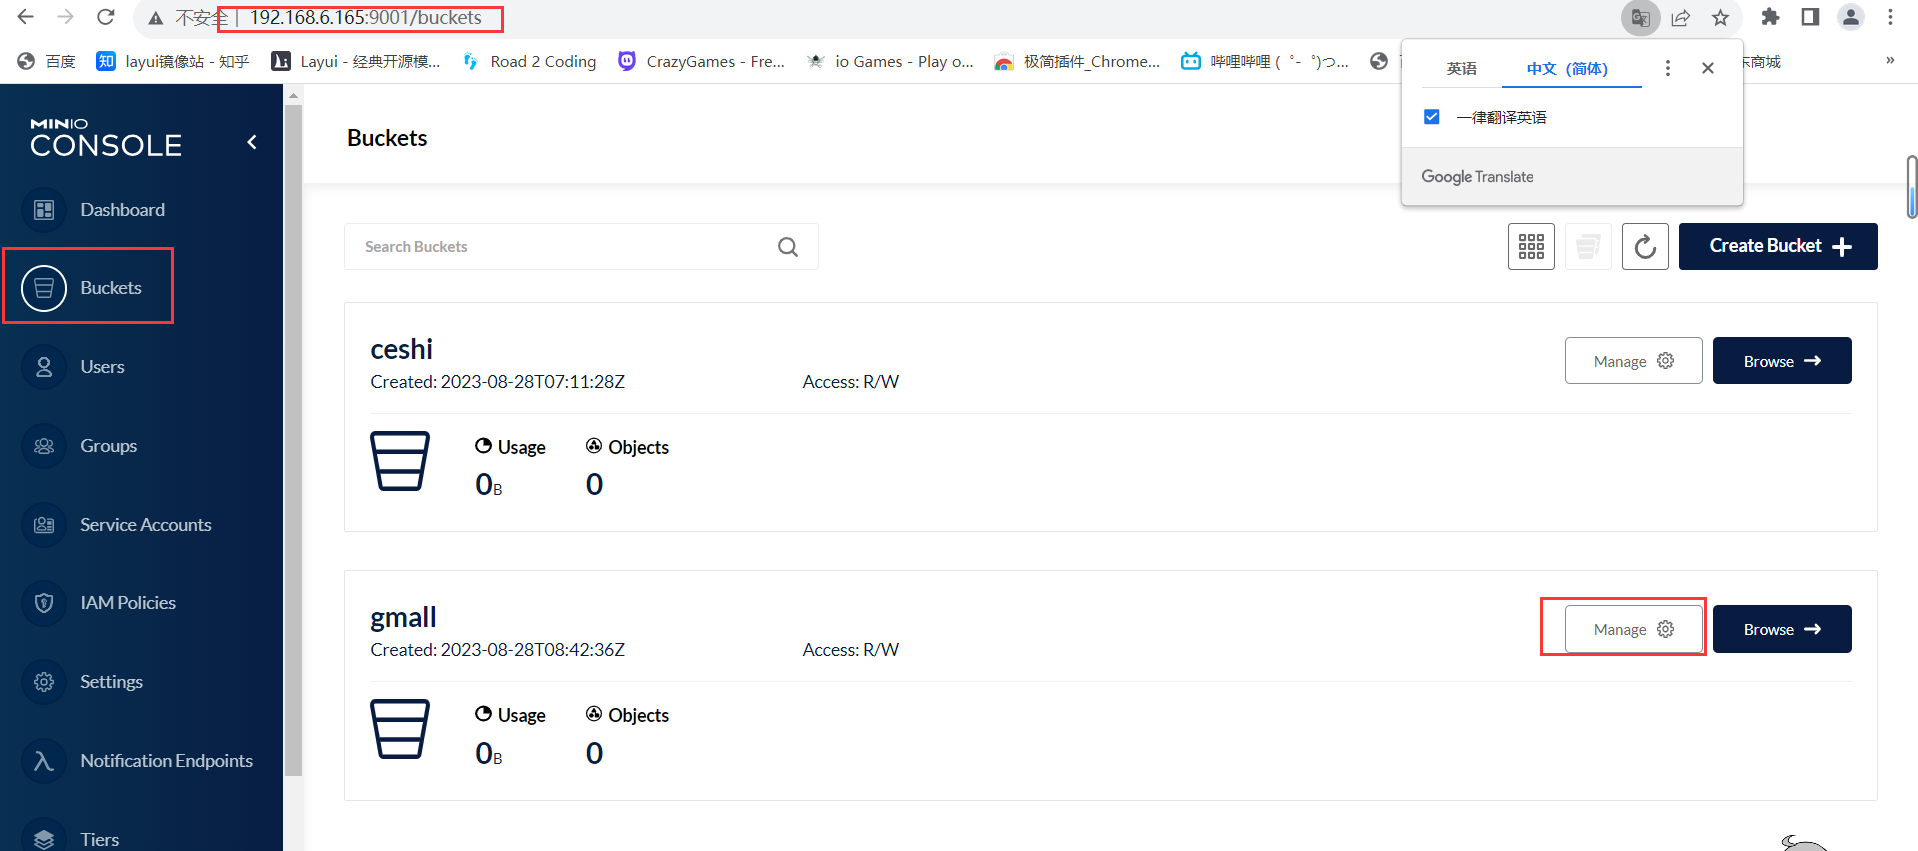 不安全 | 192.168.6.165:9001/buckets
百度 知 layui镜像站 - 知乎 Layui - 经典开源模... Road 2 Coding CrazyGames - Fre... io Games - Play o... 极简插件_Chrome... 哔哩哔哩 (゜-゜)つ... 东商城 »
英语 中文（简体）
一律翻译英语
Google Translate
MINIO
CONSOLE
Dashboard
Buckets
Users
Groups
Service Accounts
IAM Policies
Settings
Notification Endpoints
Tiers
Buckets
Search Buckets
Create Bucket
ceshi
Created: 2023-08-28T07:11:28Z Access: R/W
Manage Browse
Usage Objects
0B 0
gmall
Created: 2023-08-28T08:42:36Z Access: R/W
Manage Browse
Usage Objects
0B 0